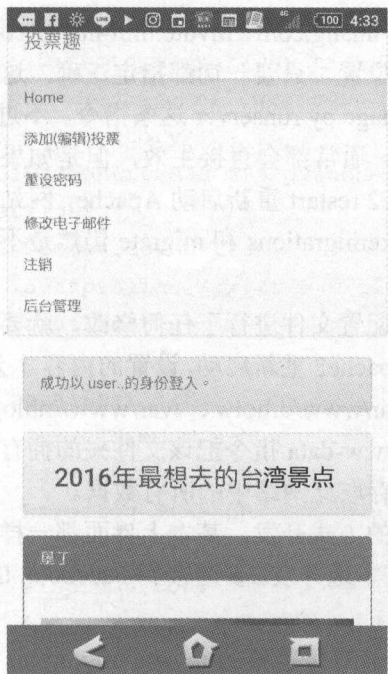 4G 100 4:33
投票趣
Home
添加(编辑)投票
重设密码
修改电子邮件
注销
后台管理
成功以 user..的身份登入。
2016年最想去的台湾景点
垦丁